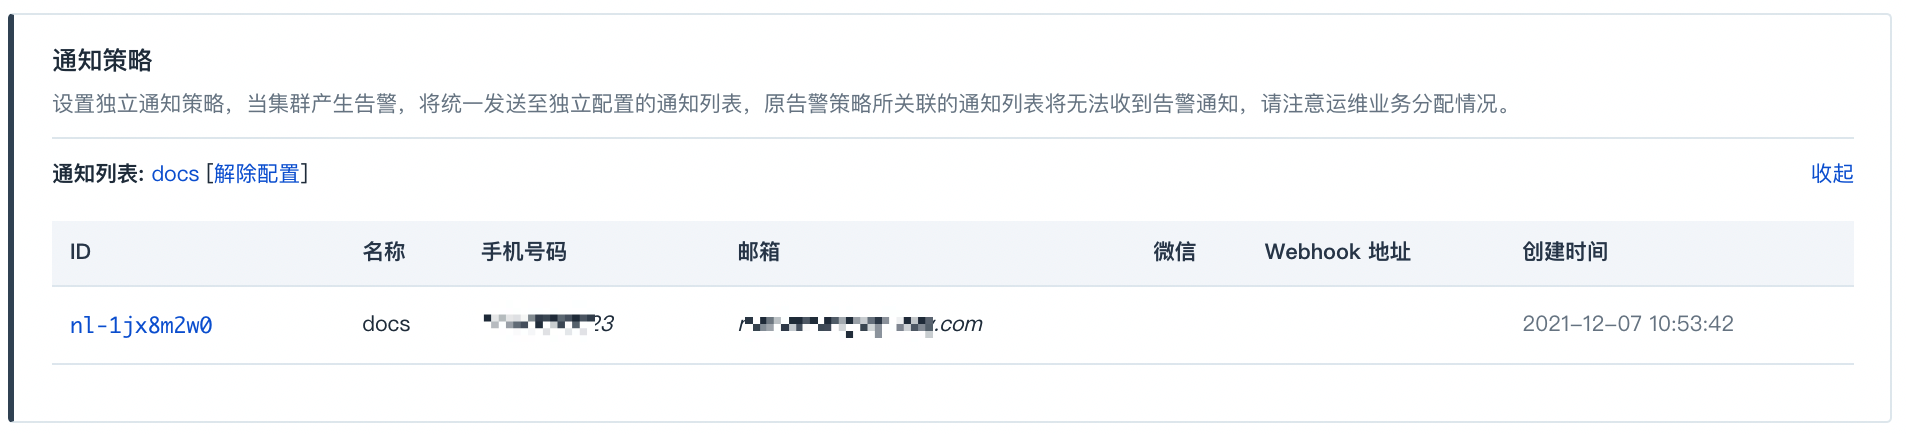 通知策略
设置独立通知策略，当集群产生告警，将统一发送至独立配置的通知列表，原告警策略所关联的通知列表将无法收到告警通知，请注意运维业务分配情况。
通知列表: docs [解除配置] 收起
ID 名称 手机号码 邮箱 微信 Webhook 地址 创建时间
nl-1jx8m2w0 docs 23 .com 2021-12-07 10:53:42